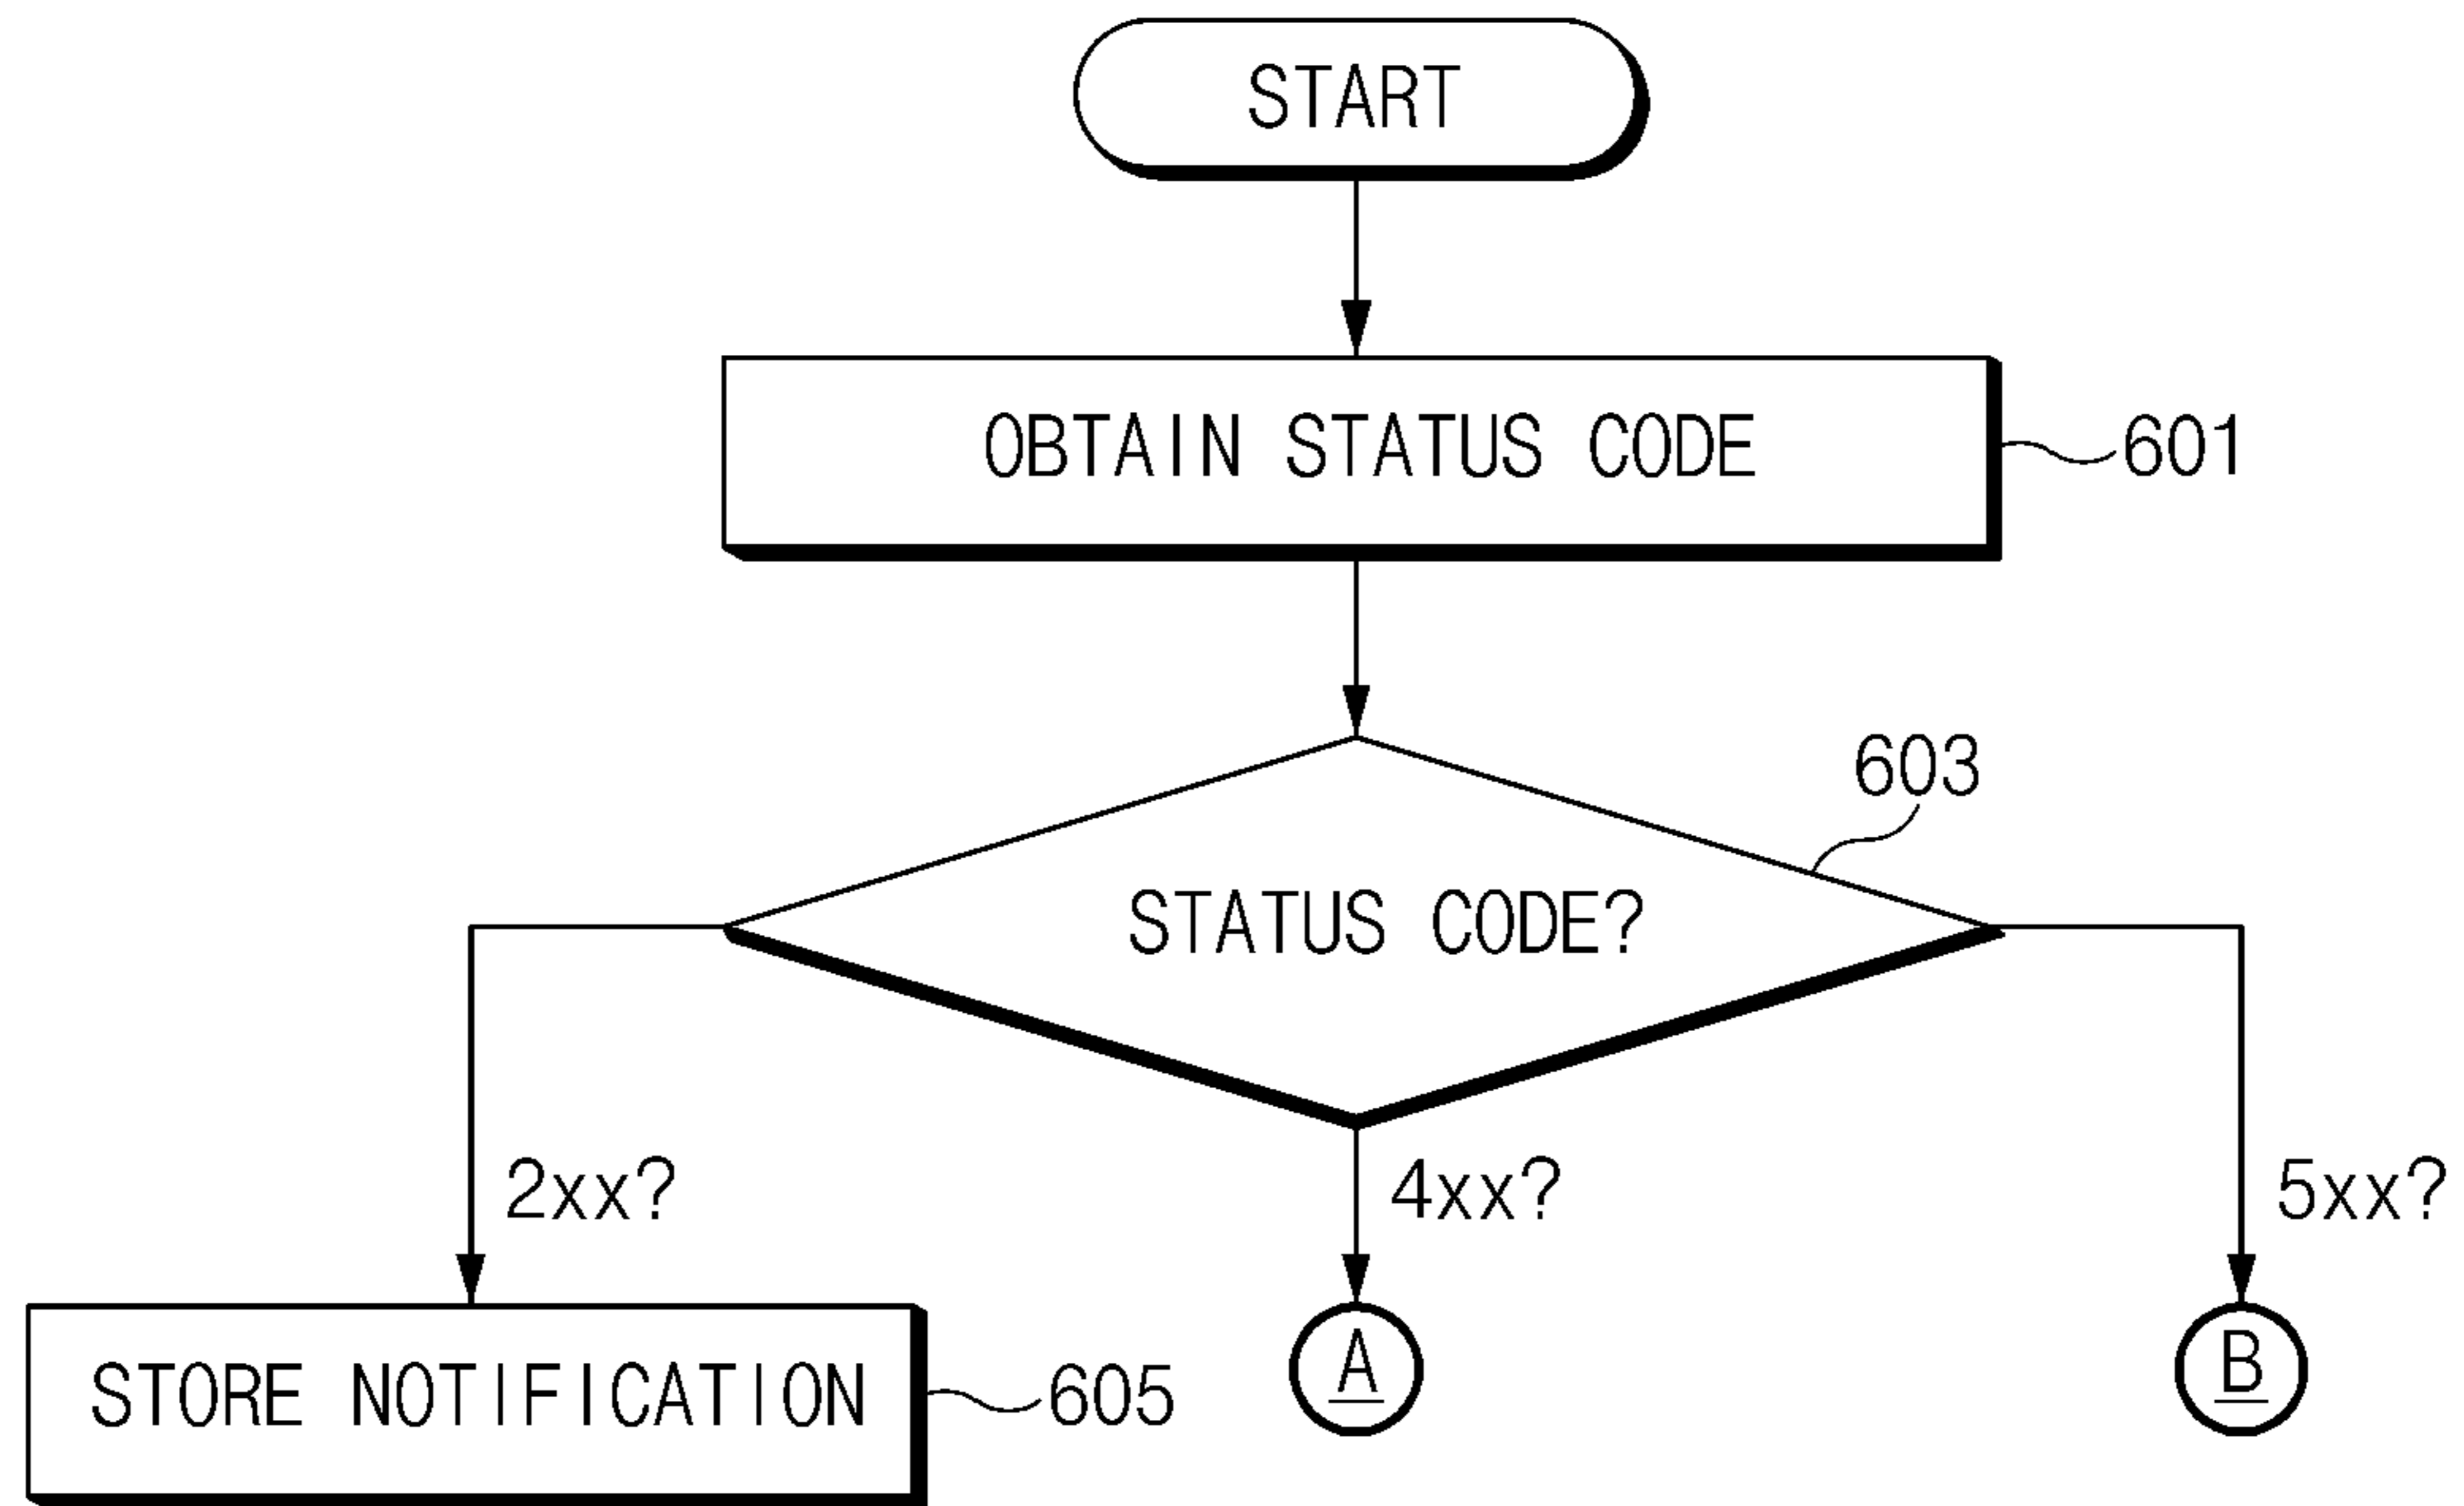 START
OBTAIN STATUS CODE
601
603
STATUS CODE?
2xx?
4xx?
5xx?
STORE NOTIFICATION
605
A
B